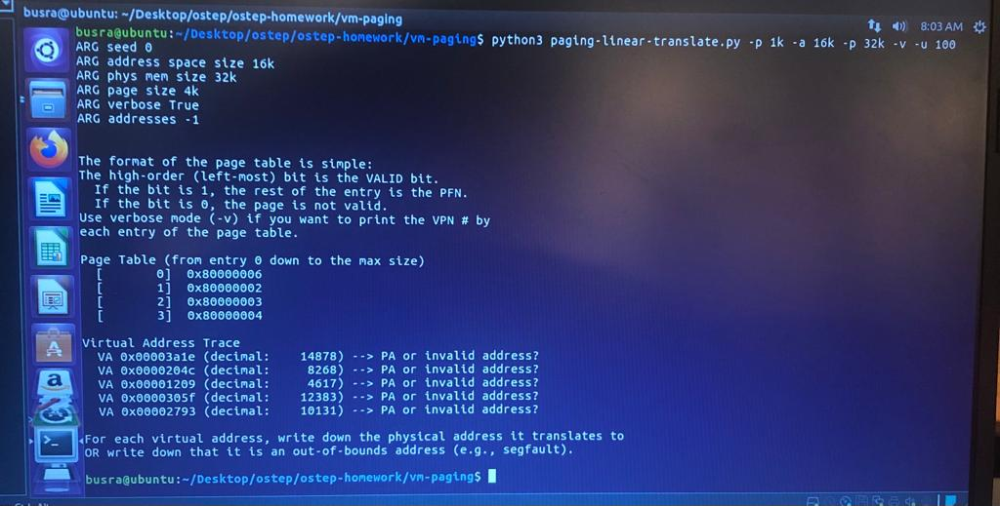 busra@ubuntu: ~/Desktop/ostep/ostep-homework/vm-paging
8:03 AM
busra@ubuntu:~/Desktop/ostep/ostep-homework/vm-paging$ python3 paging-linear-translate.py -p 1k -a 16k -p 32k -v -u 100
ARG seed 0
ARG address space size 16k
ARG phys mem size 32k
ARG page size 4k
ARG verbose True
ARG addresses -1
The format of the page table is simple:
The high-order (left-most) bit is the VALID bit.
If the bit is 1, the rest of the entry is the PFN.
If the bit is 0, the page is not valid.
Use verbose mode (-v) if you want to print the VPN # by
each entry of the page table.
Page Table (from entry 0 down to the max size)
[ 0] 0x80000006
[ 1] 0x80000002
[ 2] 0x80000003
[ 3] 0x80000004
Virtual Address Trace
VA 0x00003a1e (decimal: 14878) --> PA or invalid address?
VA 0x0000204c (decimal: 8268) --> PA or invalid address?
VA 0x00001209 (decimal: 4617) --> PA or invalid address?
VA 0x0000305f (decimal: 12383) --> PA or invalid address?
VA 0x00002793 (decimal: 10131) --> PA or invalid address?
For each virtual address, write down the physical address it translates to
OR write down that it is an out-of-bounds address (e.g., segfault).
busra@ubuntu:~/Desktop/ostep/ostep-homework/vm-paging$